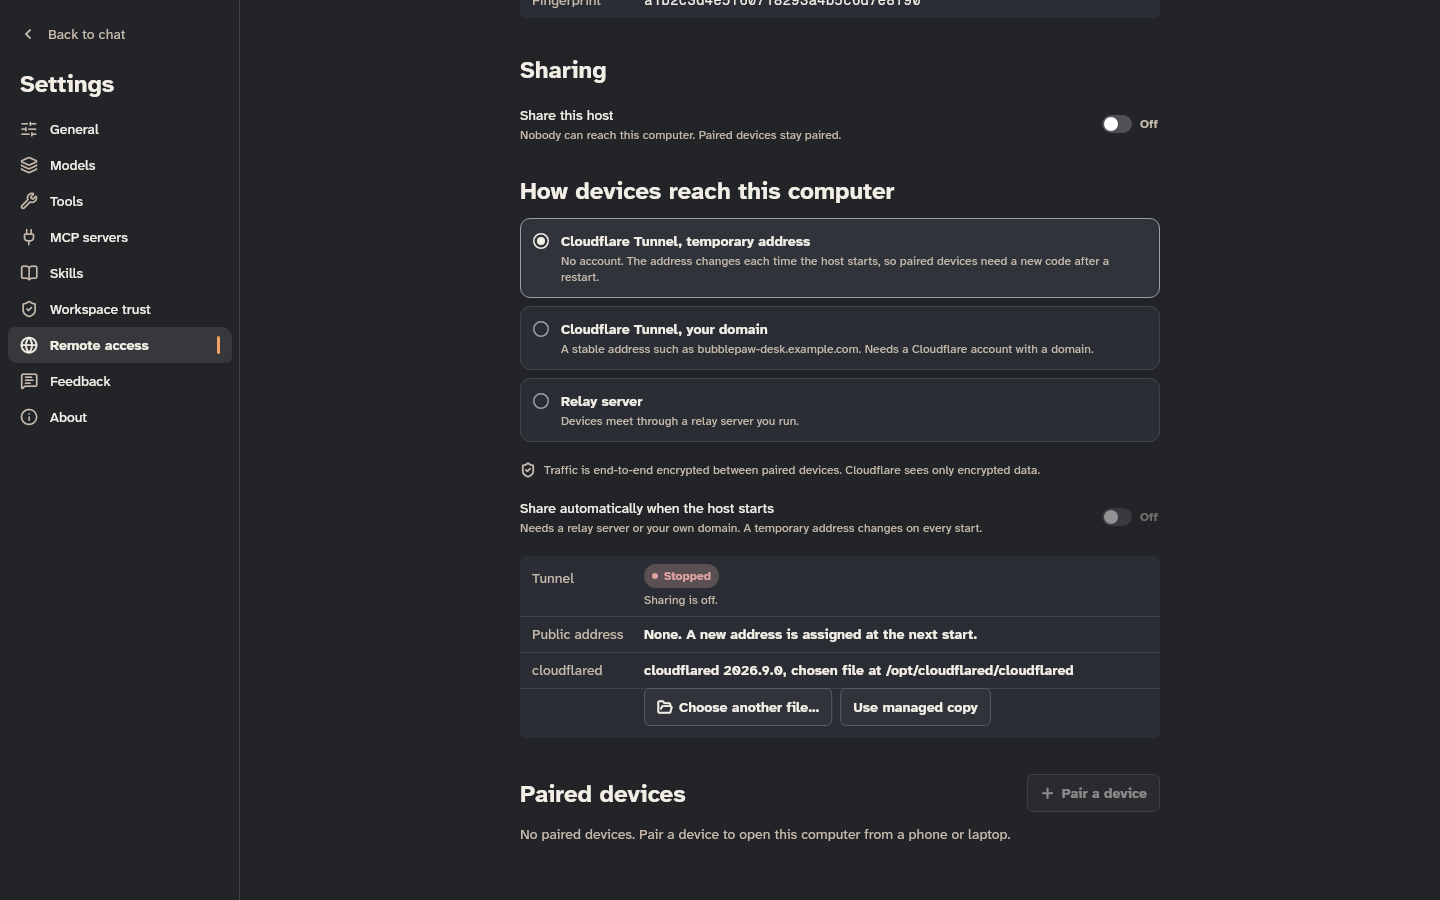 Back to chat
Settings
General
Models
Tools
MCP servers
Skills
Workspace trust
Remote access
Feedback
About
Fingerprint
Sharing
Share this host
Nobody can reach this computer. Paired devices stay paired.
Off
How devices reach this computer
Cloudflare Tunnel, temporary address
No account. The address changes each time the host starts, so paired devices need a new code after a
restart.
Cloudflare Tunnel, your domain
A stable address such as bubblepaw-desk.example.com. Needs a Cloudflare account with a domain.
Relay server
Devices meet through a relay server you run.
Traffic is end-to-end encrypted between paired devices. Cloudflare sees only encrypted data.
Share automatically when the host starts
Needs a relay server or your own domain. A temporary address changes on every start.
Off
Tunnel
Stopped
Sharing is off.
Public address
None. A new address is assigned at the next start.
cloudflared
cloudflared 2026.9.0, chosen file at /opt/cloudflared/cloudflared
Choose another file...
Use managed copy
Paired devices
Pair a device
No paired devices. Pair a device to open this computer from a phone or laptop.